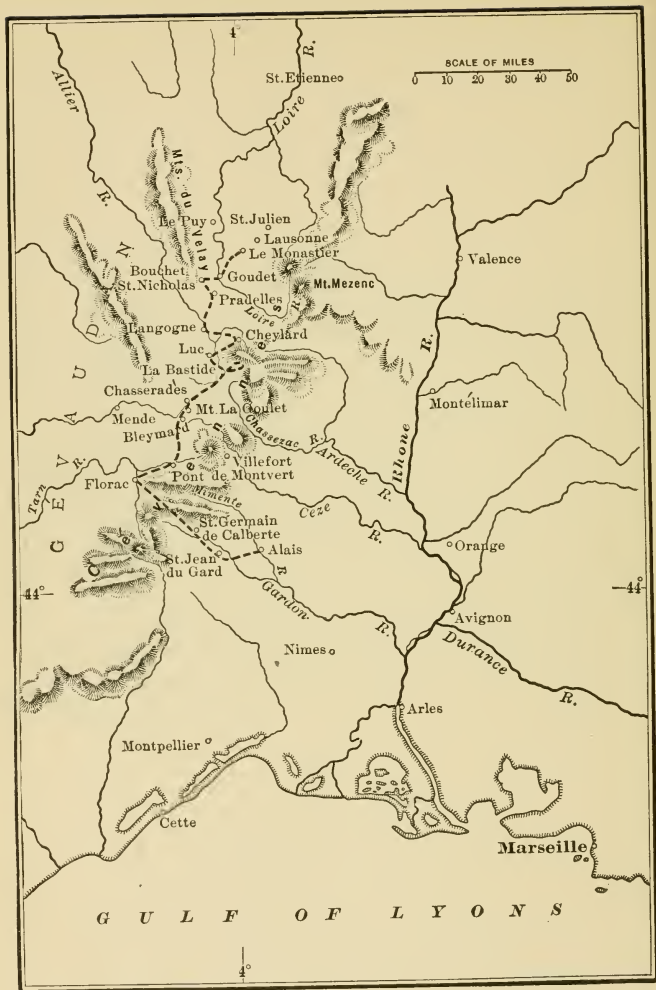 4°
SCALE OF MILES
0 10 20 30 40 50
Allier
R.
R.
St. Etienne
Loire
Mts. du Velay
Le Puy
St. Julien
Lausonne
Le Monastier
Valence
Bouchet
St. Nicholas
Goudet
Mt. Mezenc
Pradelles
Loire R.
Langogne
Cheylard
Luc
La Bastide
Chasserades
Mt. La Goulet
Montélimar
Mende
Bleymard
Chassezac R.
Ardeche R.
Rhone R.
Villefort
Tarn R.
Florac
Pont de Montvert
Mimente
Ceze R.
GEVAUDAN
Cevennes
St. Germain
de Calberte
Orange
Alais
St. Jean
du Gard
R.
44°
44°
Gardon R.
Avignon
Nimes
Durance R.
Arles
Montpellier
Cette
Marseille
GULF OF LYONS
4°